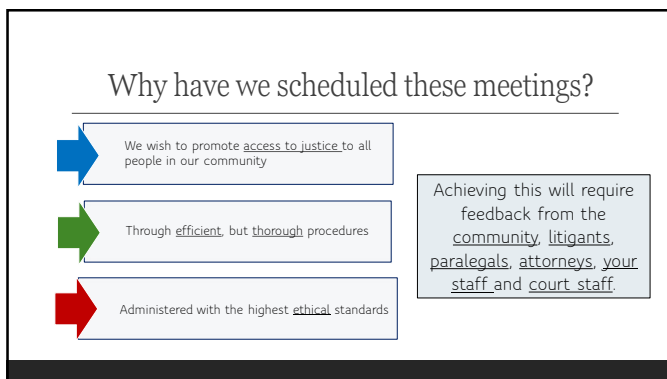 Why have we scheduled these meetings?
We wish to promote access to justice to all
people in our community
Through efficient, but thorough procedures
Administered with the highest ethical standards
Achieving this will require
feedback from the
community, litigants,
paralegals, attorneys, your
staff and court staff.